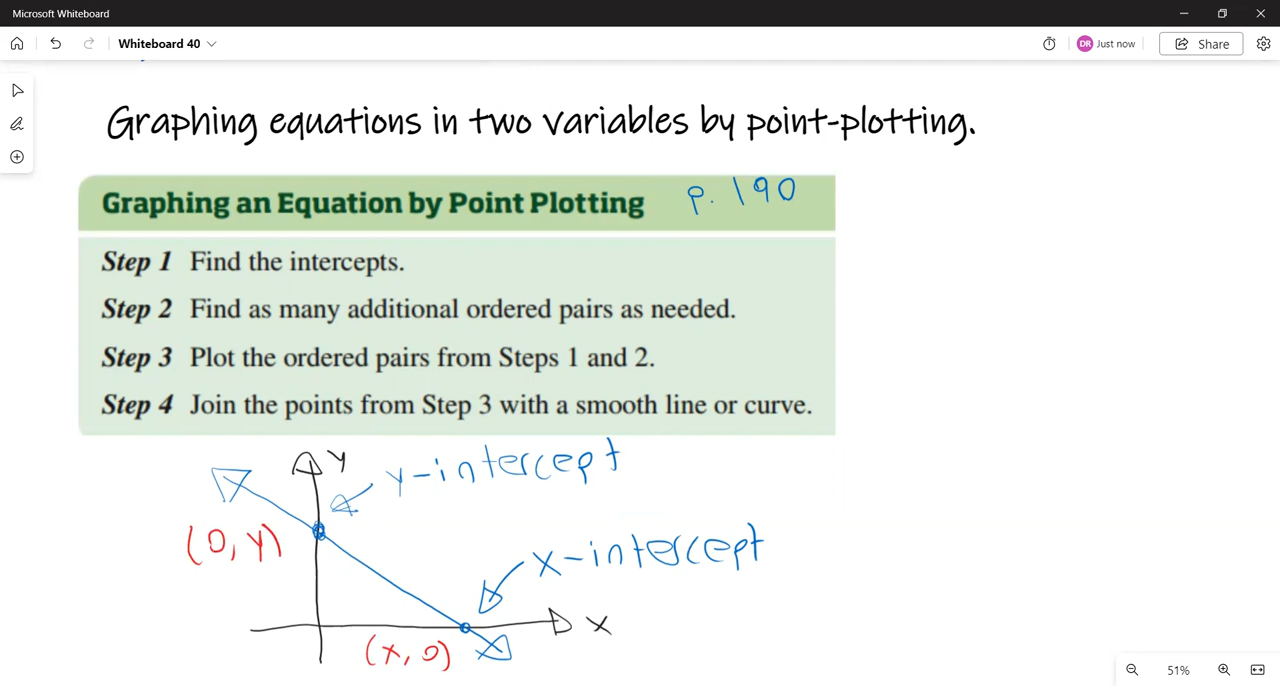 Microsoft Whiteboard
Whiteboard 40
DR Just now
Share
Graphing equations in two variables by point-plotting.
Graphing an Equation by Point Plotting p. 190
Step 1 Find the intercepts.
Step 2 Find as many additional ordered pairs as needed.
Step 3 Plot the ordered pairs from Steps 1 and 2.
Step 4 Join the points from Step 3 with a smooth line or curve.
y
y-intercept
(0, y)
x-intercept
x
(x, 0)
51%